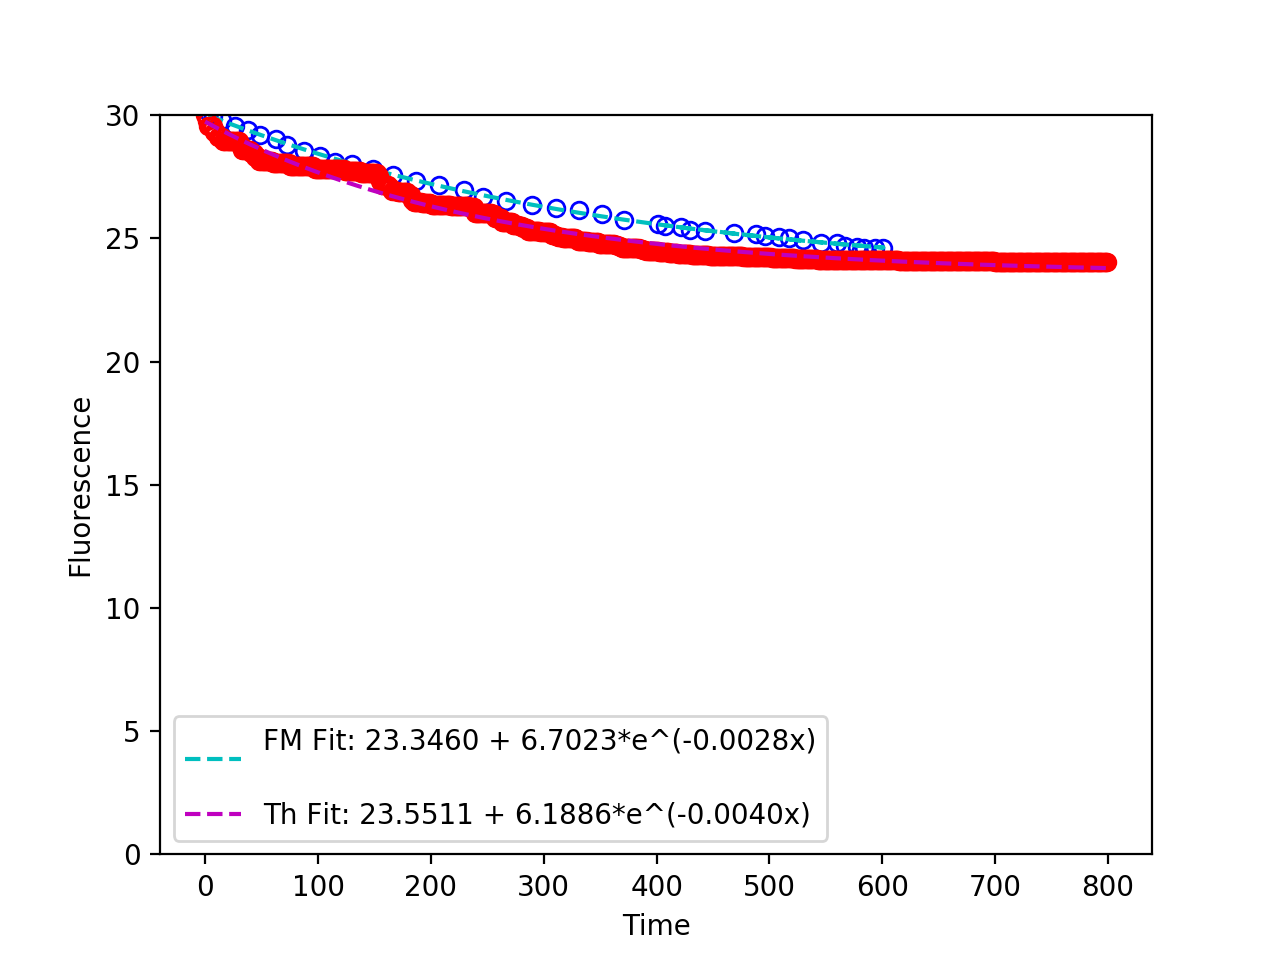 30
25
20
15
10
5
0
Fluorescence
FM Fit: 23.3460 + 6.7023*e^(-0.0028x)
Th Fit: 23.5511 + 6.1886*e^(-0.0040x)
0 100 200 300 400 500 600 700 800
Time